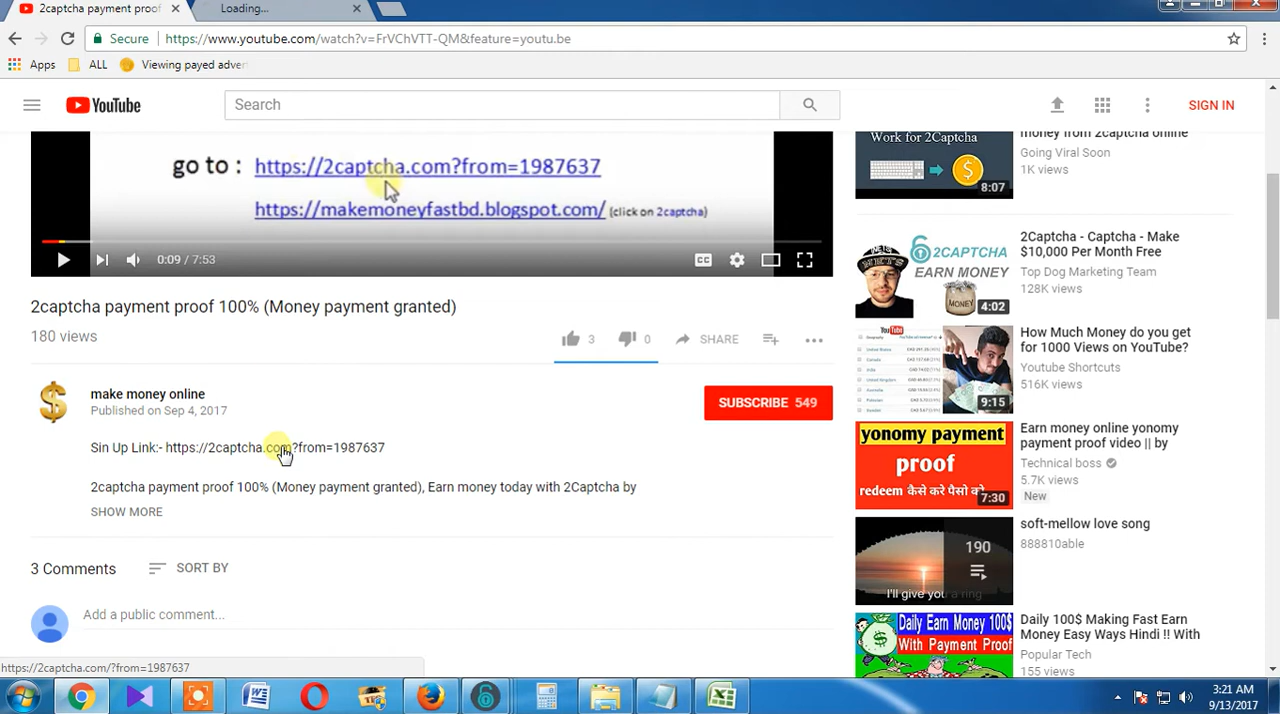 2captcha payment proof
Loading...
Secure
https://www.youtube.com/watch?v=FrVChVTT-QM&feature=youtu.be
Apps
ALL
Viewing payed adver
YouTube
Search
SIGN IN
go to : https://2captcha.com?from=1987637
https://makemoneyfastbd.blogspot.com/ (click on 2captcha)
0:09 / 7:53
CC
2captcha payment proof 100% (Money payment granted)
180 views
3
0
SHARE
make money online
Published on Sep 4, 2017
SUBSCRIBE 549
Sin Up Link:- https://2captcha.com?from=1987637
2captcha payment proof 100% (Money payment granted), Earn money today with 2Captcha by
SHOW MORE
3 Comments
SORT BY
Add a public comment...
Work for 2Captcha
8:07
money from 2captcha online
Going Viral Soon
1K views
2CAPTCHA
EARN MONEY
MONEY
4:02
2Captcha - Captcha - Make
$10,000 Per Month Free
Top Dog Marketing Team
128K views
YouTube
9:15
How Much Money do you get
for 1000 Views on YouTube?
Youtube Shortcuts
516K views
yonomy payment
proof
redeem कैसे करे पैसो को
7:30
Earn money online yonomy
payment proof video || by
Technical boss
5.7K views
New
190
I'll give you a ring
soft-mellow love song
888810able
Daily Earn Money 100$
With Payment Proof
Daily 100$ Making Fast Earn
Money Easy Ways Hindi !! With
Popular Tech
155 views
https://2captcha.com/?from=1987637
3:21 AM
9/13/2017